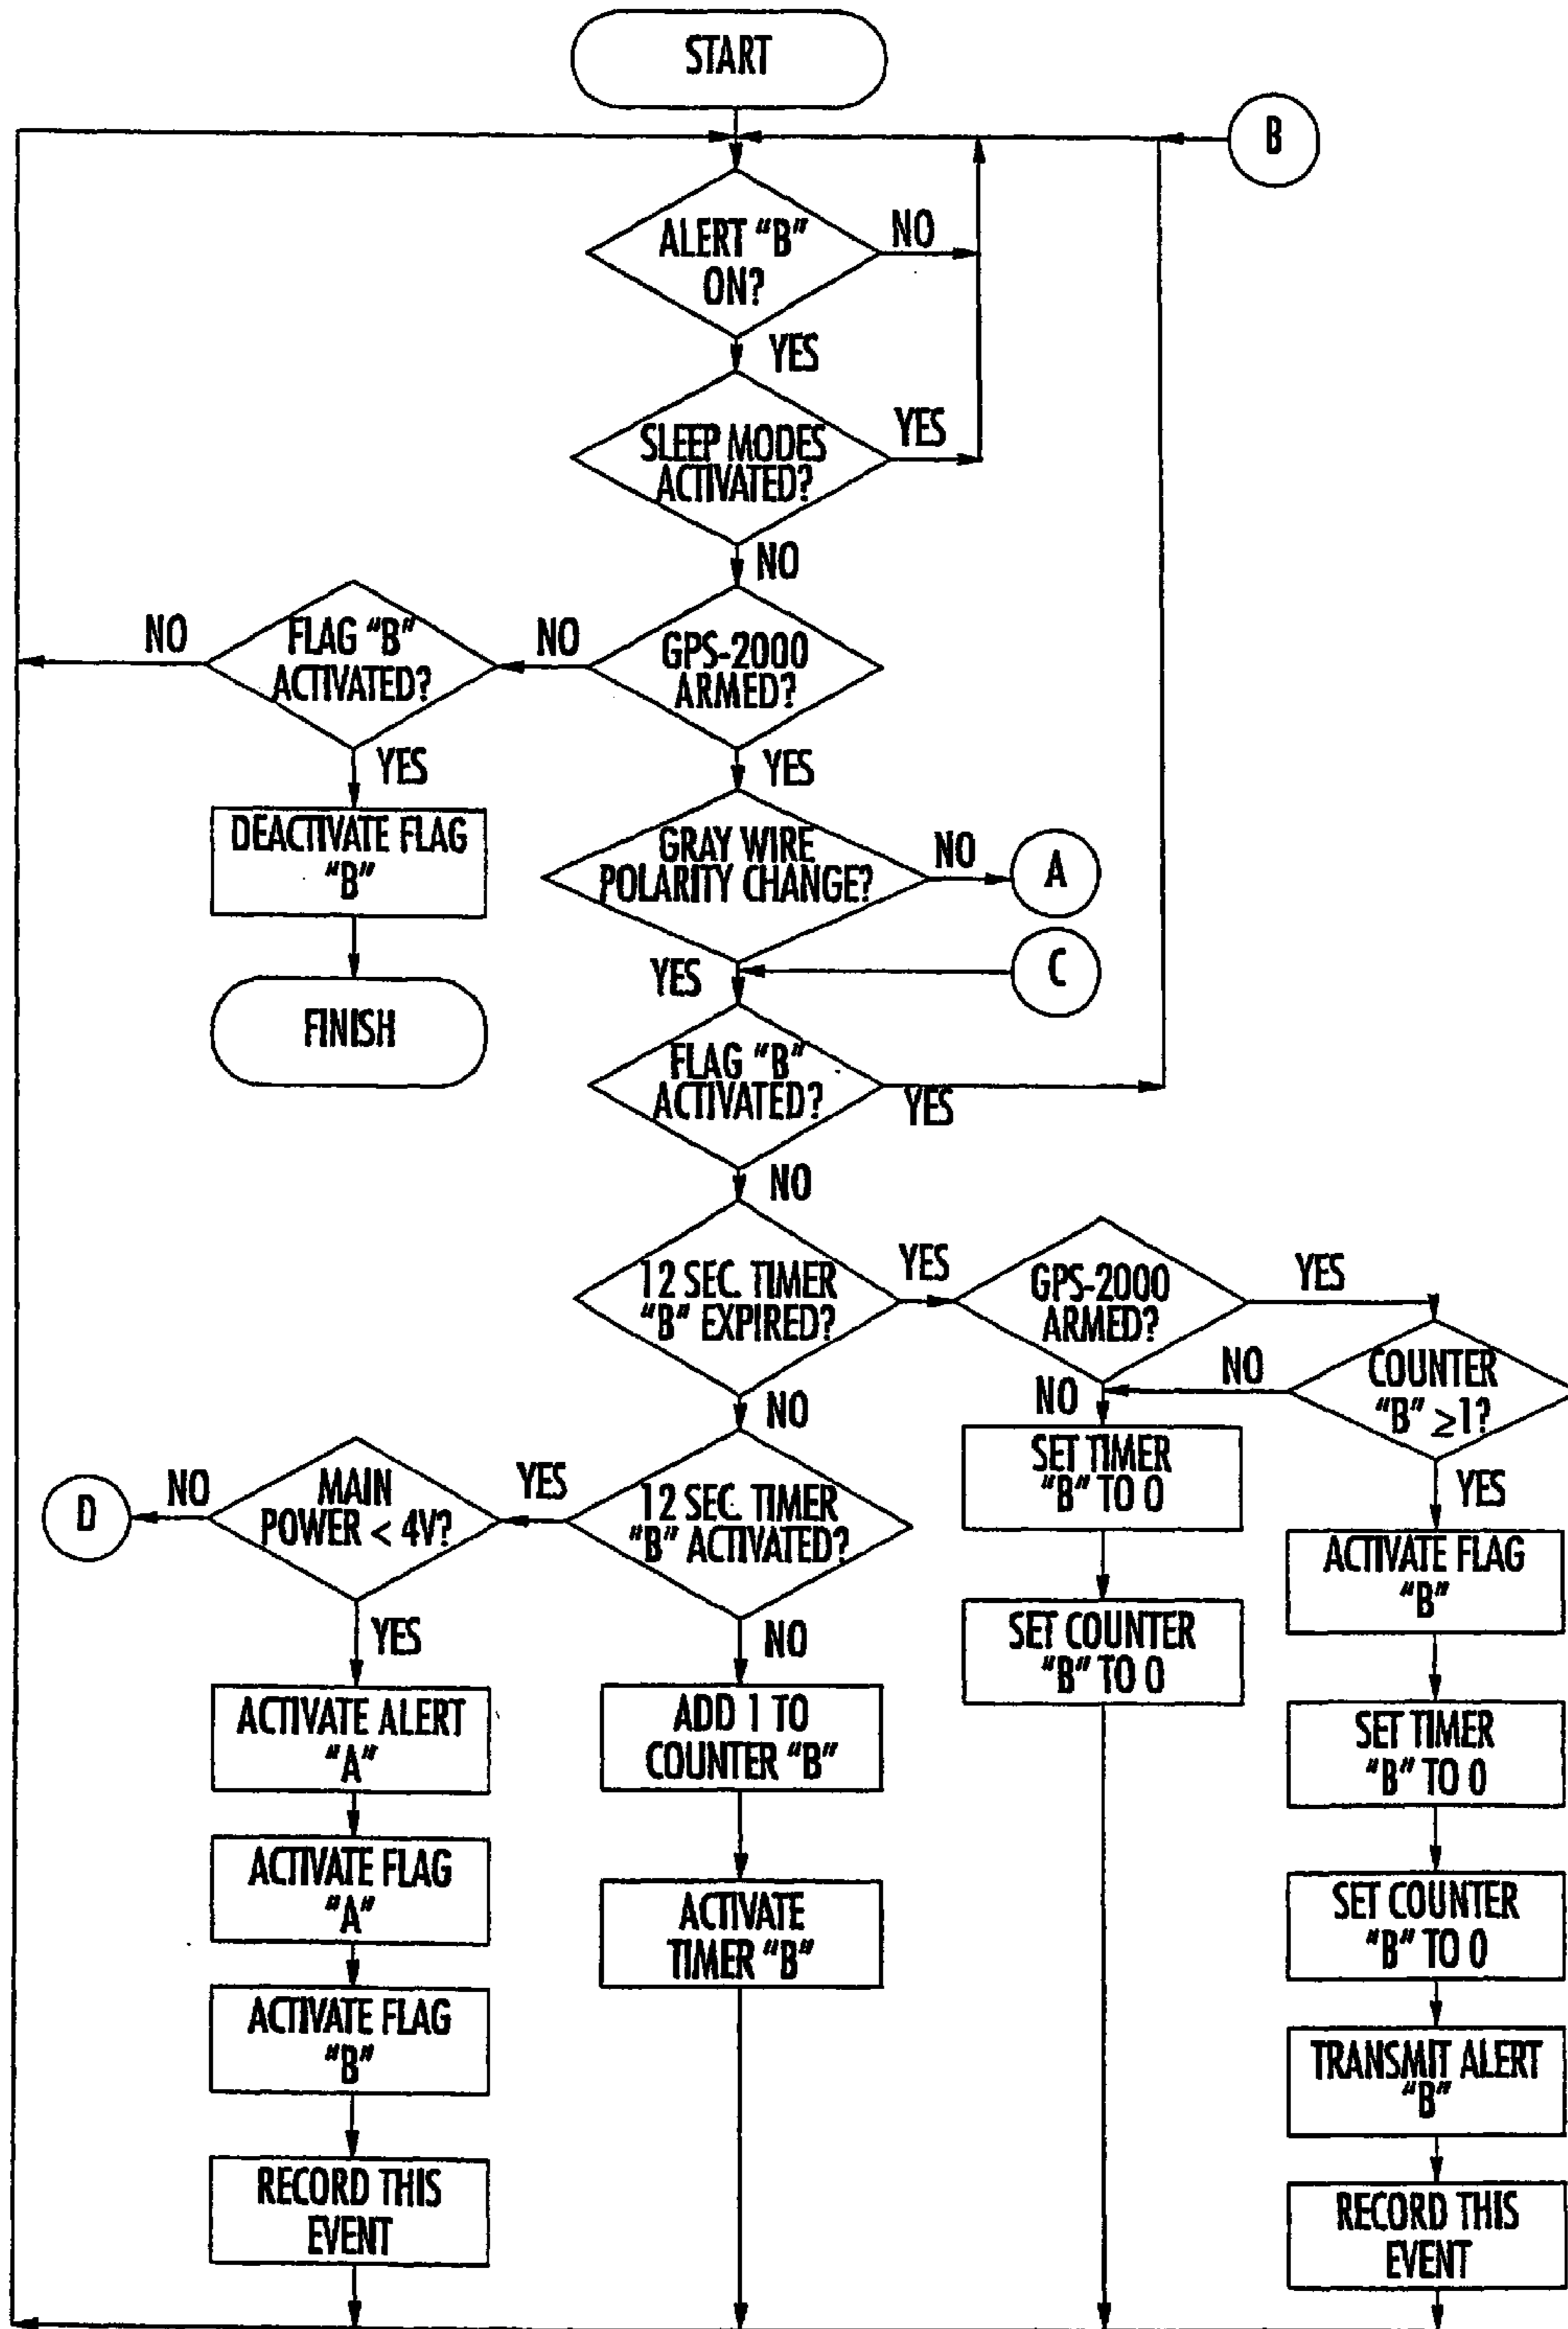 START
B
ALERT "B"
ON?
NO
YES
SLEEP MODES
ACTIVATED?
YES
NO
GPS-2000
ARMED?
NO
FLAG "B"
ACTIVATED?
NO
YES
DEACTIVATE FLAG
"B"
FINISH
YES
GRAY WIRE
POLARITY CHANGE?
NO
A
YES
C
FLAG "B"
ACTIVATED?
YES
NO
12 SEC. TIMER
"B" EXPIRED?
YES
GPS-2000
ARMED?
YES
COUNTER
"B" ≥1?
NO
NO
SET TIMER
"B" TO 0
SET COUNTER
"B" TO 0
YES
ACTIVATE FLAG
"B"
SET TIMER
"B" TO 0
SET COUNTER
"B" TO 0
TRANSMIT ALERT
"B"
RECORD THIS
EVENT
NO
12 SEC. TIMER
"B" ACTIVATED?
YES
MAIN
POWER < 4V?
NO
D
YES
ACTIVATE ALERT
"A"
ACTIVATE FLAG
"A"
ACTIVATE FLAG
"B"
RECORD THIS
EVENT
NO
ADD 1 TO
COUNTER "B"
ACTIVATE
TIMER "B"